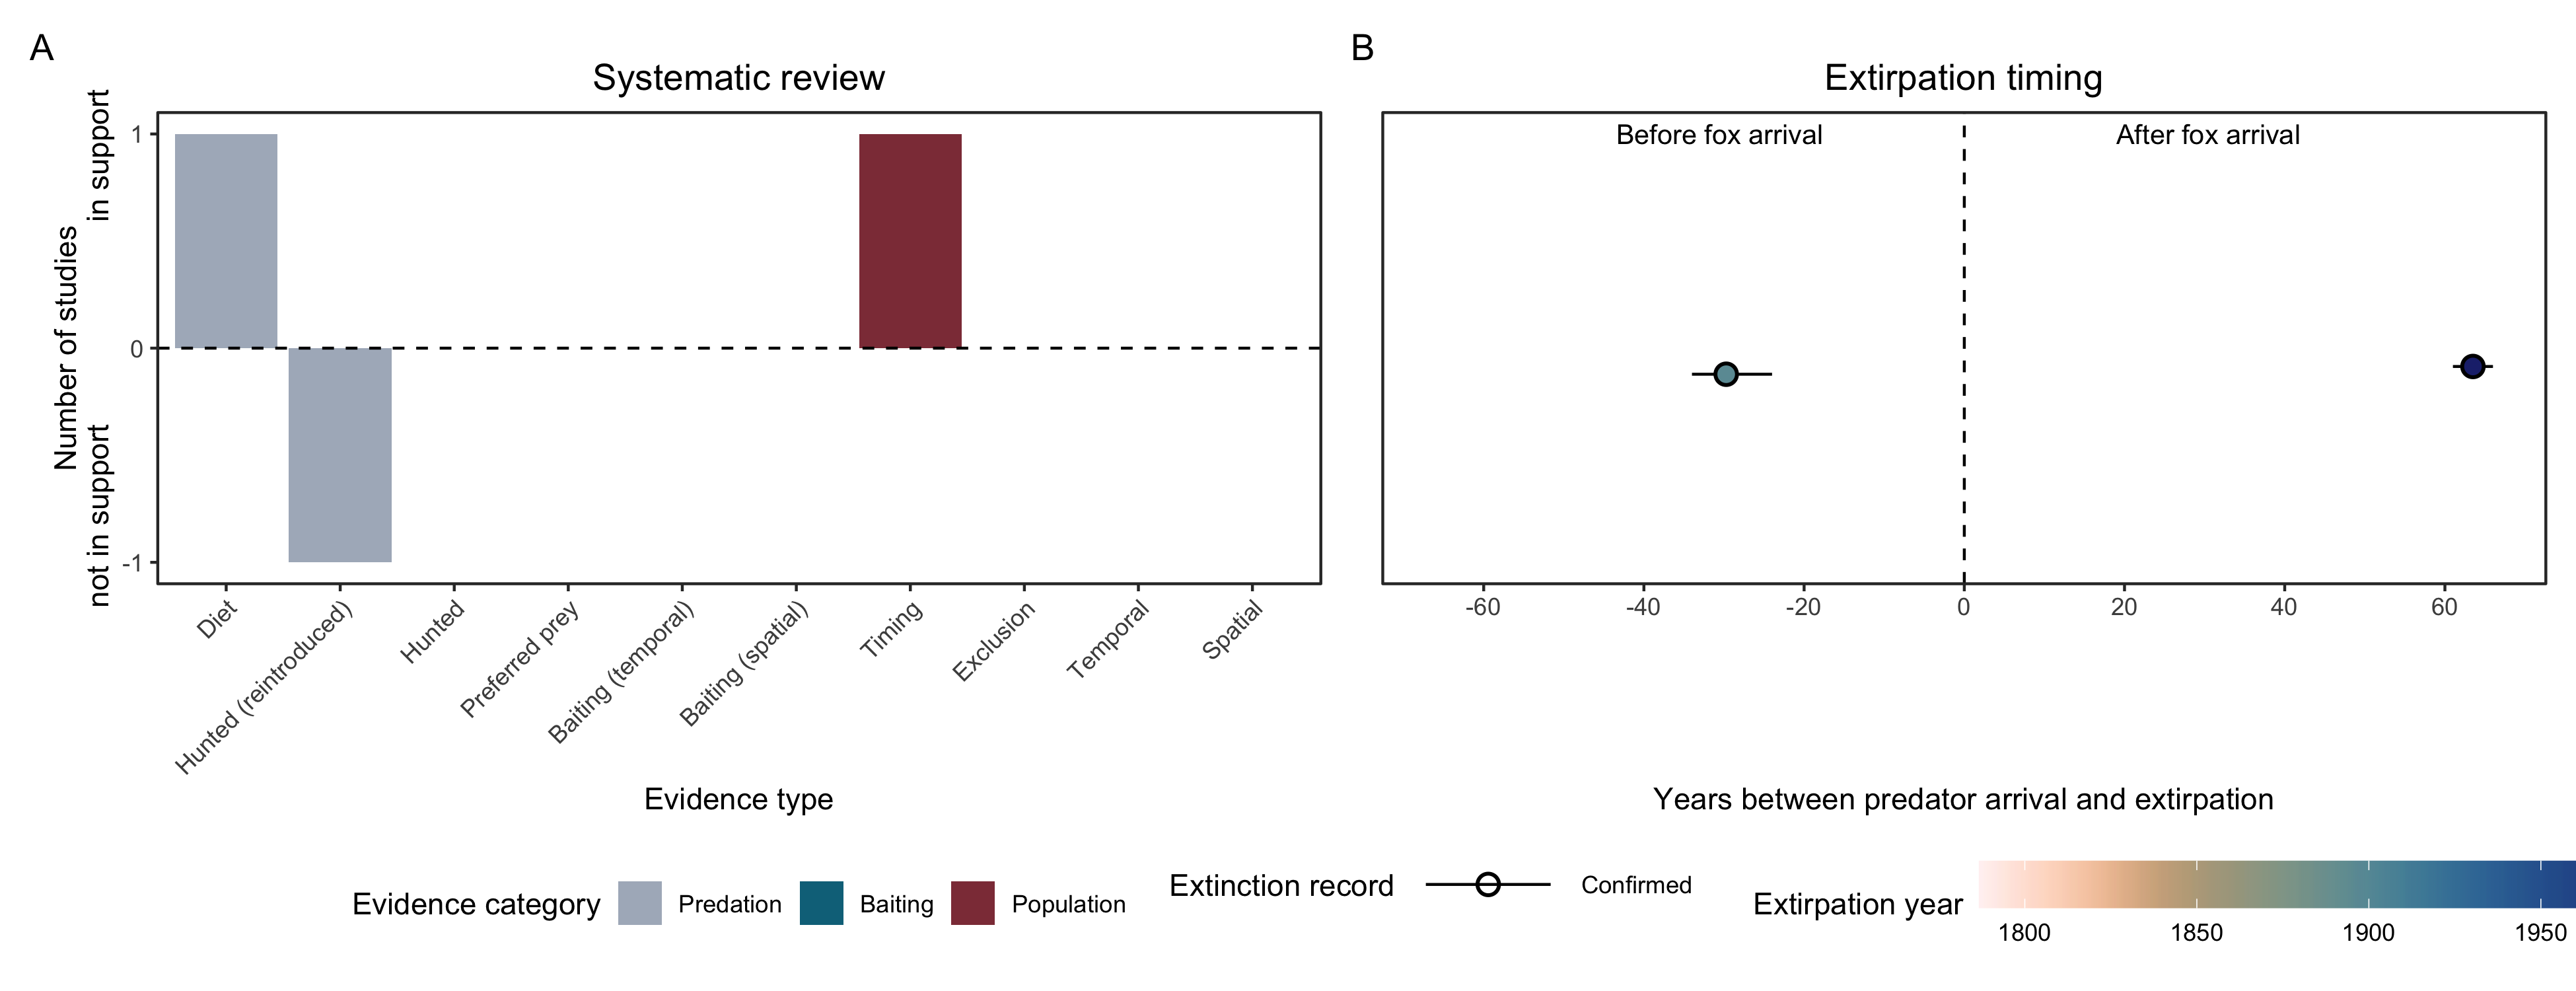 A
Systematic review
Number of studies
not in support
in support
1
0
-1
Diet
Hunted (reintroduced)
Hunted
Preferred prey
Baiting (temporal)
Baiting (spatial)
Timing
Exclusion
Temporal
Spatial
Evidence type
B
Extirpation timing
Before fox arrival
After fox arrival
-60
-40
-20
0
20
40
60
Years between predator arrival and extirpation
Evidence category
Predation
Baiting
Population
Extinction record
Confirmed
Extirpation year
1800
1850
1900
1950